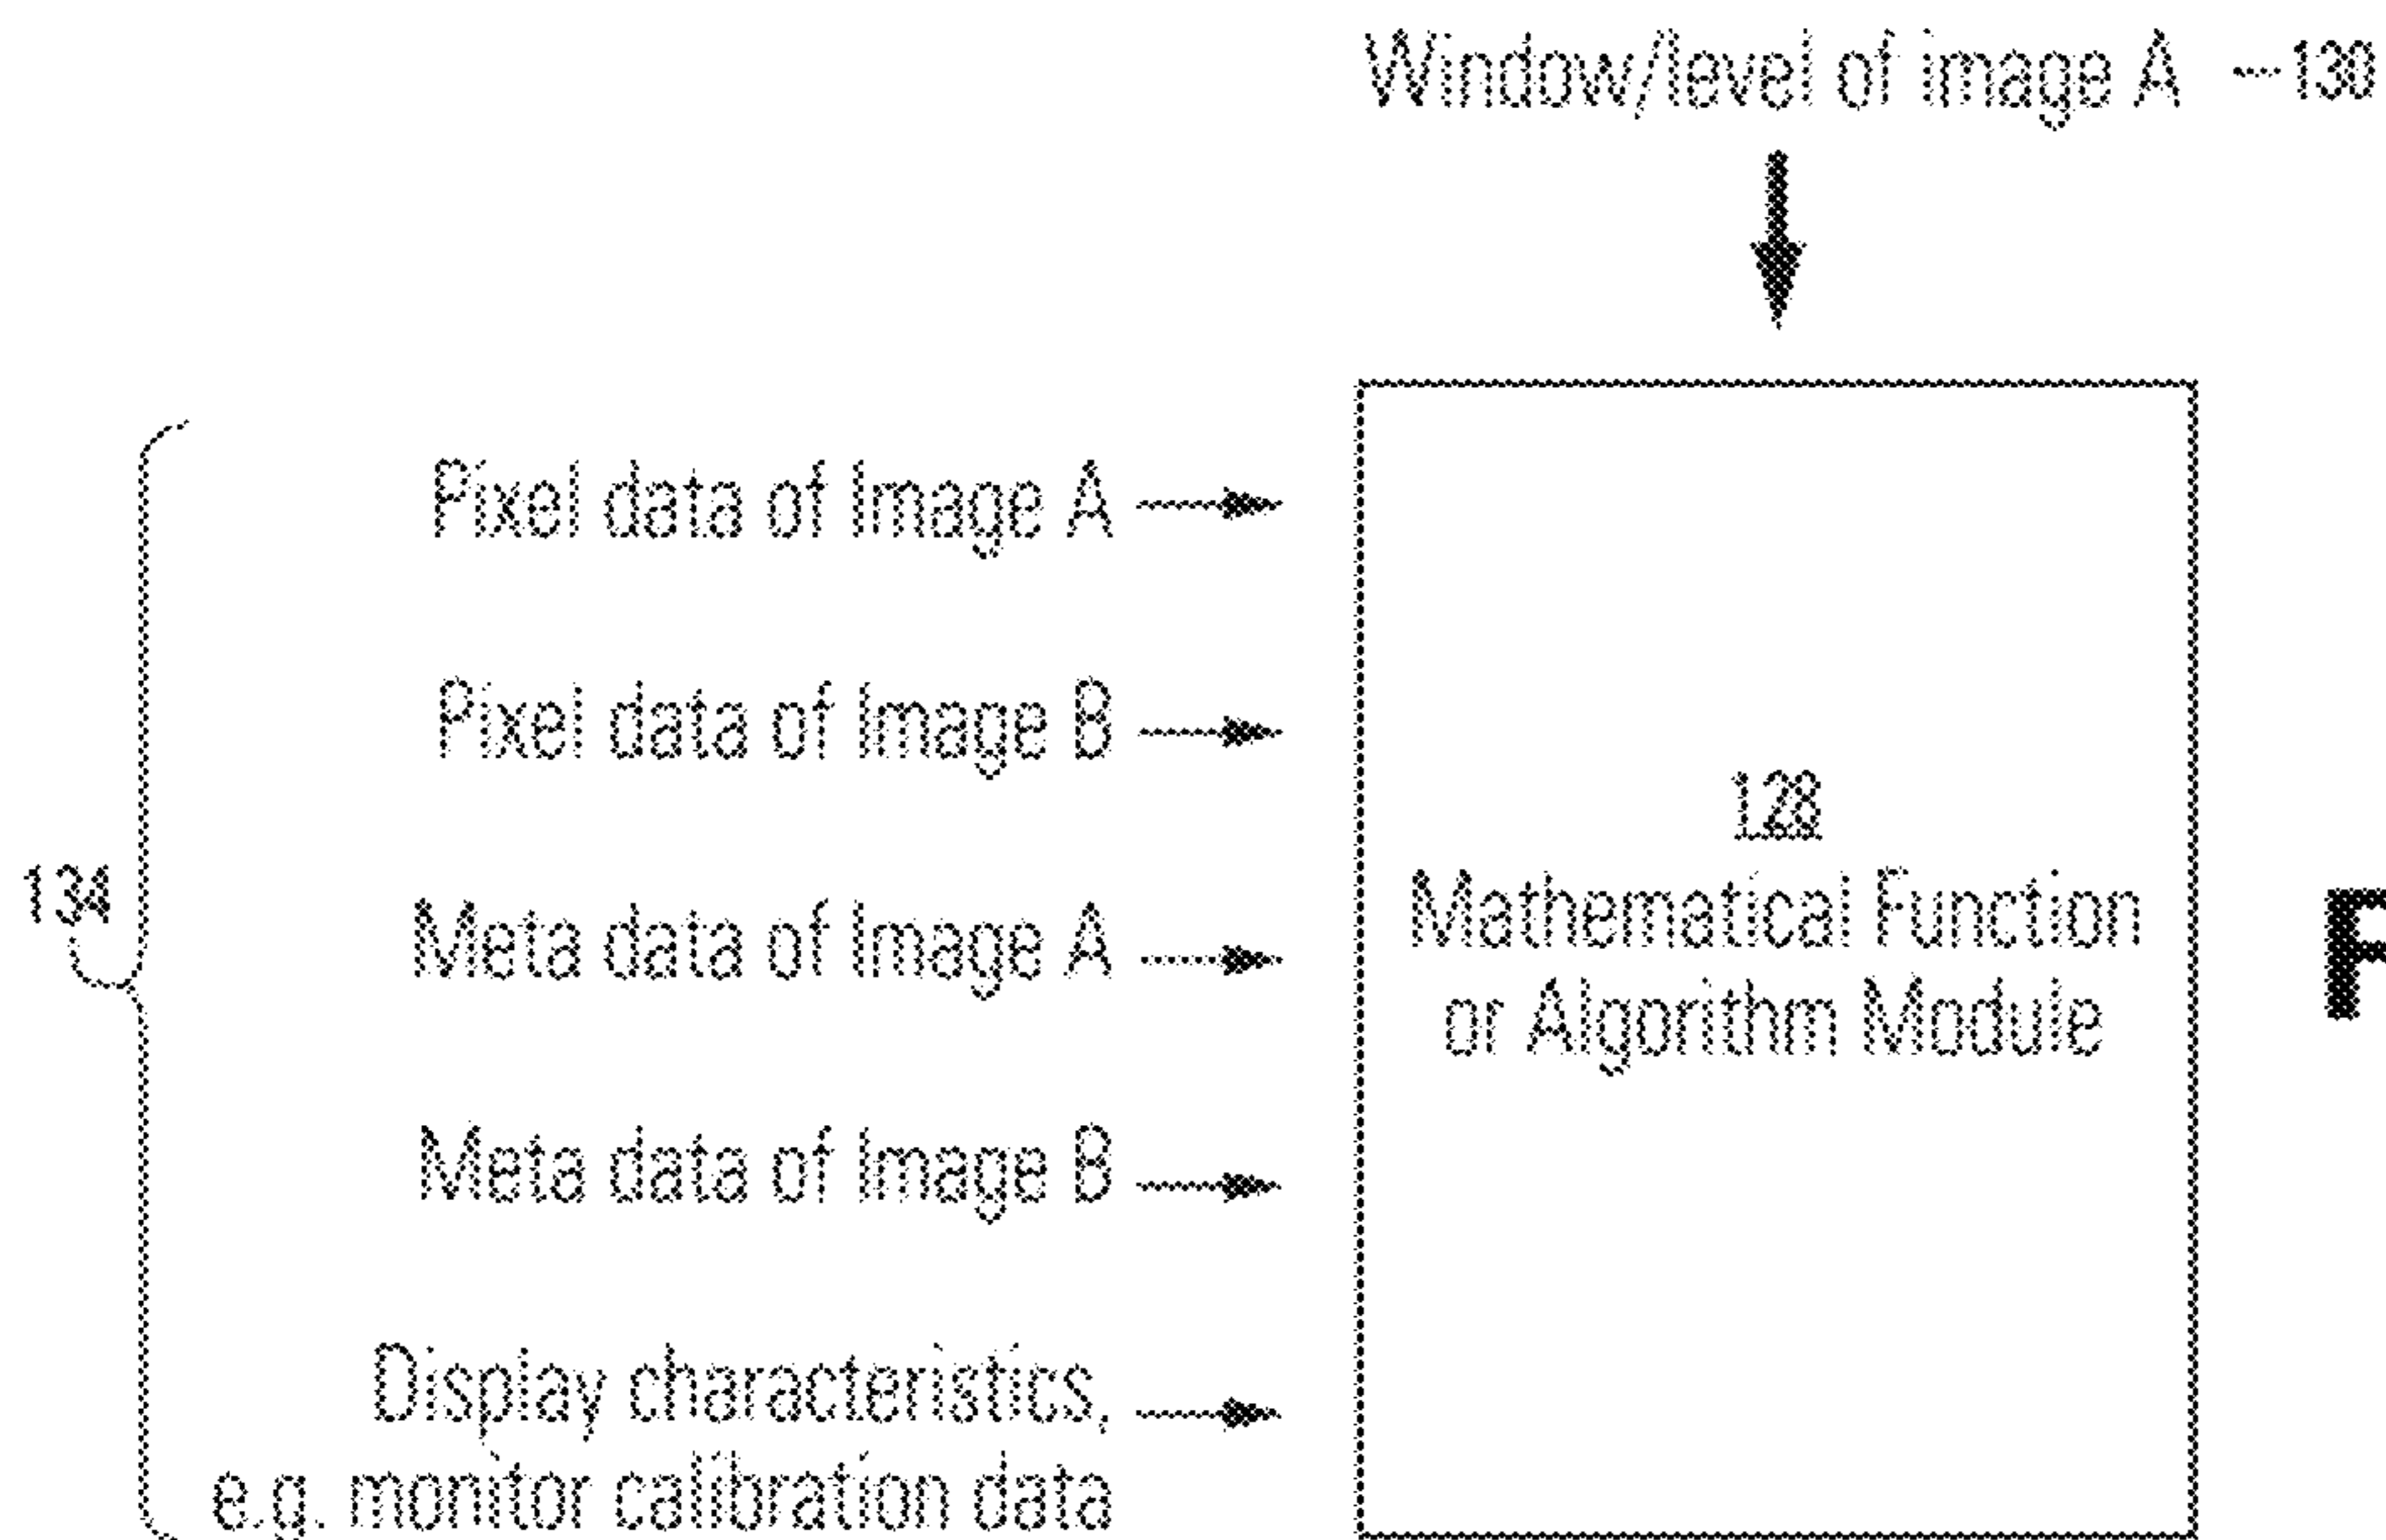 Window/level of image A 130
Pixel data of Image A
Pixel data of Image B
134
128
Meta data of Image A
Mathematical Function
or Algorithm Module
Meta data of Image B
Display characteristics,
e.g. monitor calibration data
F